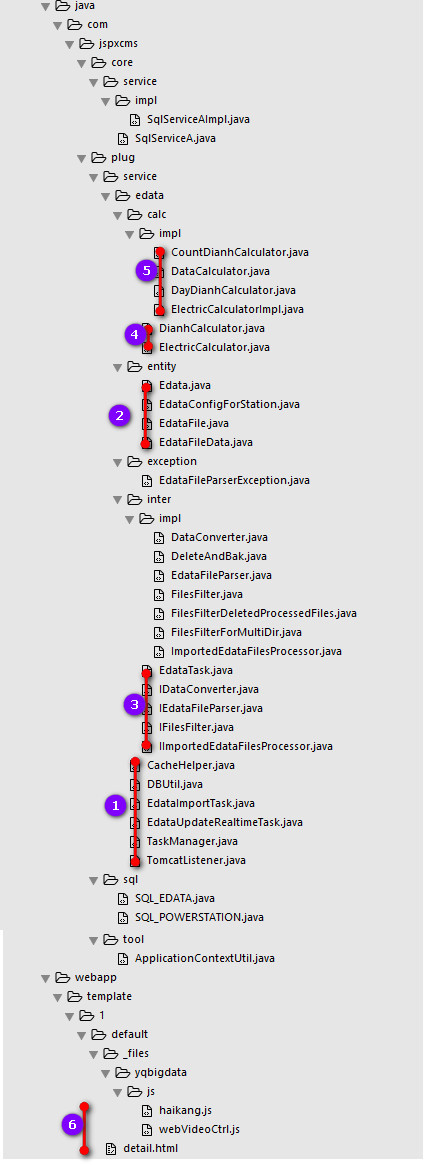 java
com
jspxcms
core
service
impl
SqlServiceAImpl.java
SqlServiceA.java
plug
service
edata
calc
impl
CountDianhCalculator.java
5 DataCalculator.java
DayDianhCalculator.java
ElectricCalculatorImpl.java
4 DianhCalculator.java
ElectricCalculator.java
entity
Edata.java
EdataConfigForStation.java
2 EdataFile.java
EdataFileData.java
exception
EdataFileParserException.java
inter
impl
DataConverter.java
DeleteAndBak.java
EdataFileParser.java
FilesFilter.java
FilesFilterDeletedProcessedFiles.java
FilesFilterForMultiDir.java
ImportedEdataFilesProcessor.java
EdataTask.java
IDataConverter.java
3 IEdataFileParser.java
IFilesFilter.java
IImportedEdataFilesProcessor.java
CacheHelper.java
DBUtil.java
1 EdataImportTask.java
EdataUpdateRealtimeTask.java
TaskManager.java
TomcatListener.java
sql
SQL_EDATA.java
SQL_POWERSTATION.java
tool
ApplicationContextUtil.java
webapp
template
1
default
_files
yqbigdata
js
haikang.js
6 webVideoCtrl.js
detail.html